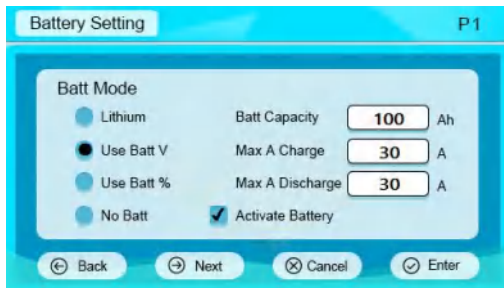 Battery Setting P1
Batt Mode
Lithium Batt Capacity 100 Ah
Use Batt V Max A Charge 30 A
Use Batt % Max A Discharge 30 A
No Batt Activate Battery
Back Next Cancel Enter